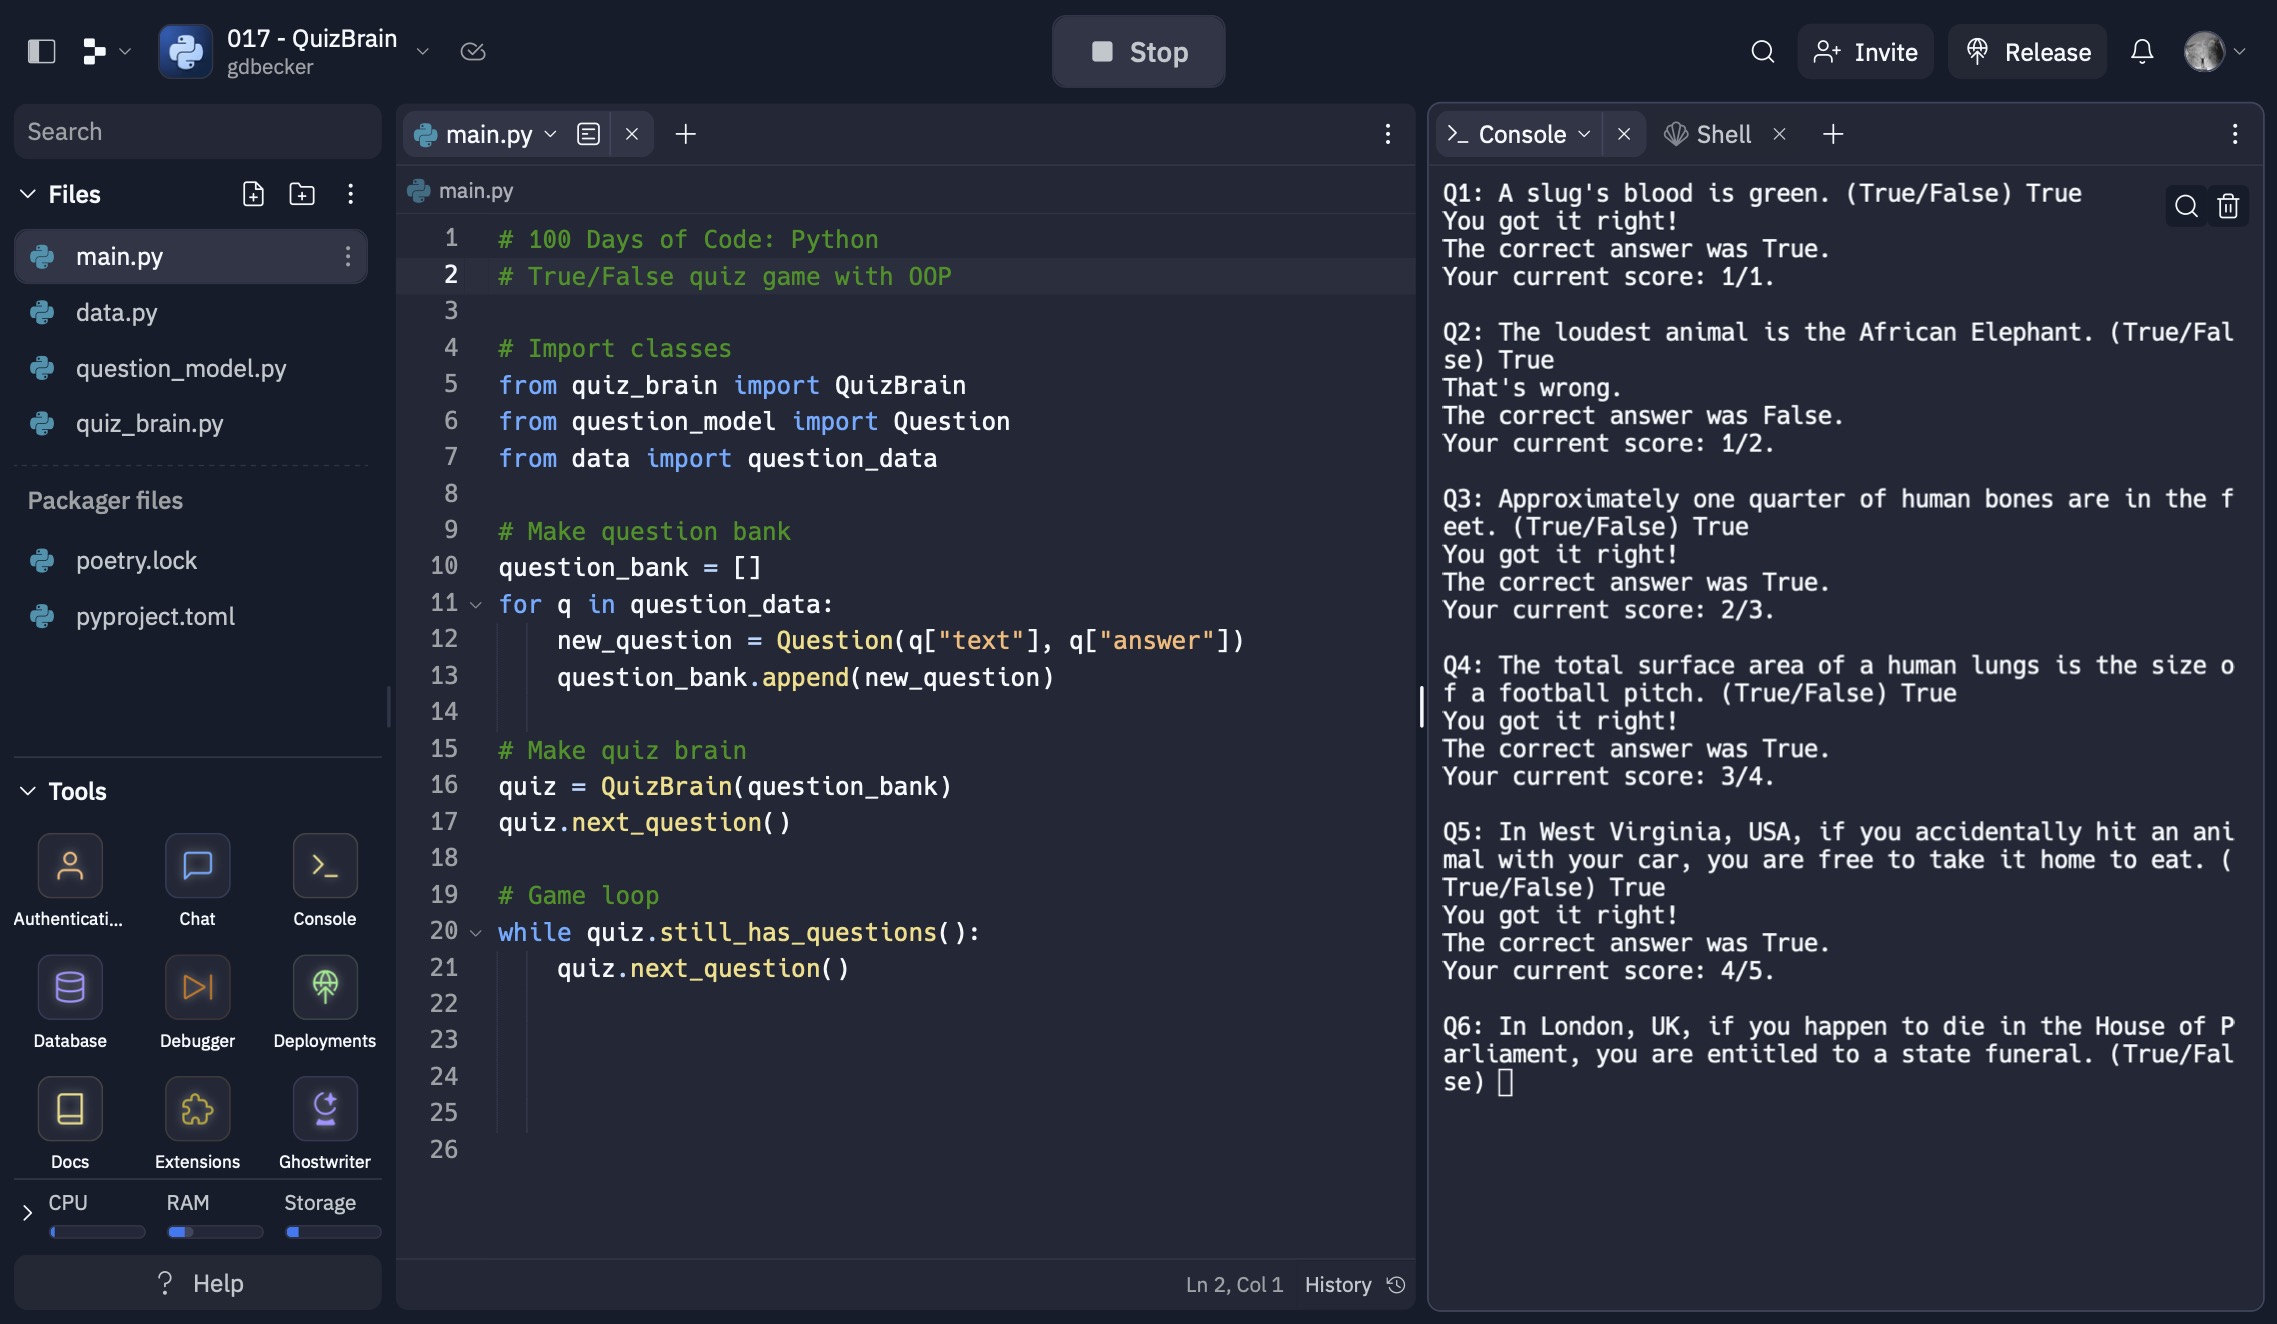 017 - QuizBrain
gdbecker
Stop
Invite
Release
Search
Files
main.py
data.py
question_model.py
quiz_brain.py
Packager files
poetry.lock
pyproject.toml
Tools
Authenticati...
Chat
Console
Database
Debugger
Deployments
Docs
Extensions
Ghostwriter
CPU
RAM
Storage
? Help
main.py
main.py
1 # 100 Days of Code: Python
2 # True/False quiz game with OOP
3
4 # Import classes
5 from quiz_brain import QuizBrain
6 from question_model import Question
7 from data import question_data
8
9 # Make question bank
10 question_bank = []
11 for q in question_data:
12     new_question = Question(q["text"], q["answer"])
13     question_bank.append(new_question)
14
15 # Make quiz brain
16 quiz = QuizBrain(question_bank)
17 quiz.next_question()
18
19 # Game loop
20 while quiz.still_has_questions():
21     quiz.next_question()
22
23
24
25
26
Ln 2, Col 1 History
Console
Shell
Q1: A slug's blood is green. (True/False) True
You got it right!
The correct answer was True.
Your current score: 1/1.
Q2: The loudest animal is the African Elephant. (True/Fal
se) True
That's wrong.
The correct answer was False.
Your current score: 1/2.
Q3: Approximately one quarter of human bones are in the f
eet. (True/False) True
You got it right!
The correct answer was True.
Your current score: 2/3.
Q4: The total surface area of a human lungs is the size o
f a football pitch. (True/False) True
You got it right!
The correct answer was True.
Your current score: 3/4.
Q5: In West Virginia, USA, if you accidentally hit an ani
mal with your car, you are free to take it home to eat. (
True/False) True
You got it right!
The correct answer was True.
Your current score: 4/5.
Q6: In London, UK, if you happen to die in the House of P
arliament, you are entitled to a state funeral. (True/Fal
se)